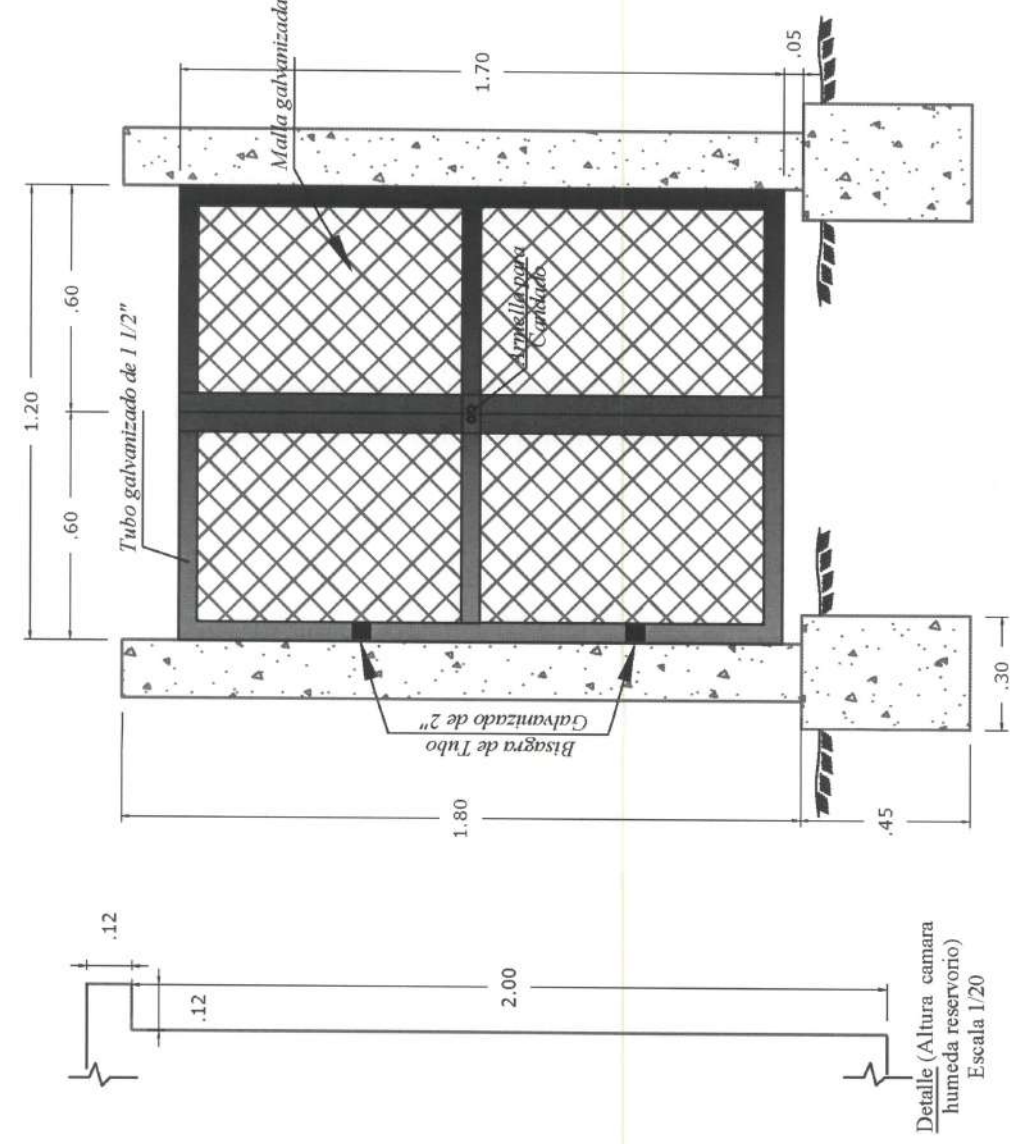 Malla galvanizada
1.20
.60
.60
Tubo galvanizado de 1 1/2"
1.70
.05
Armella para
Candado
Bisagra de Tubo
Galvanizado de 2"
1.80
.45
.30
.12
.12
2.00
Detalle (Altura camara
humeda reservorio)
Escala 1/20